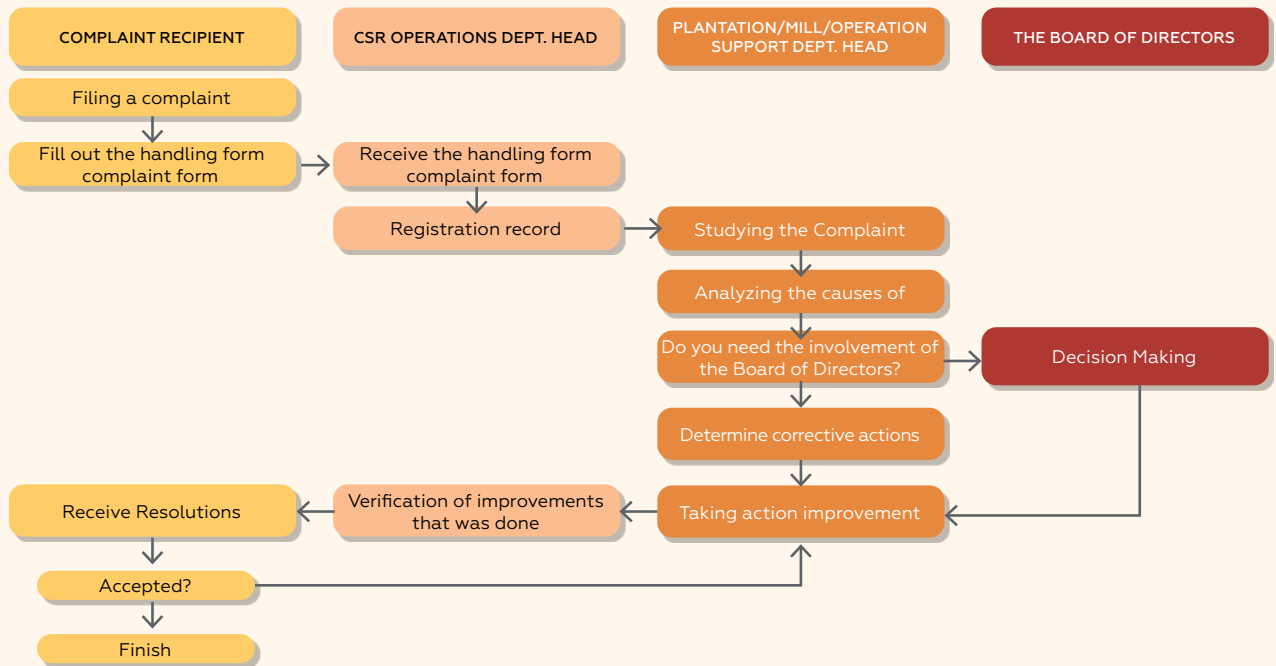 COMPLAINT RECIPIENT
CSR OPERATIONS DEPT. HEAD
PLANTATION/MILL/OPERATION
SUPPORT DEPT. HEAD
THE BOARD OF DIRECTORS
Filing a complaint
Fill out the handling form
complaint form
Receive the handling form
complaint form
Registration record
Studying the Complaint
Analyzing the causes of
Do you need the involvement of
the Board of Directors?
Decision Making
Determine corrective actions
Taking action improvement
Verification of improvements
that was done
Receive Resolutions
Accepted?
Finish